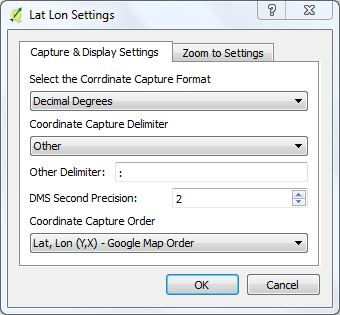 Lat Lon Settings
Capture & Display Settings
Zoom to Settings
Select the Corrdinate Capture Format
Decimal Degrees
Coordinate Capture Delimiter
Other
Other Delimiter: :
DMS Second Precision: 2
Coordinate Capture Order
Lat, Lon (Y,X) - Google Map Order
OK Cancel